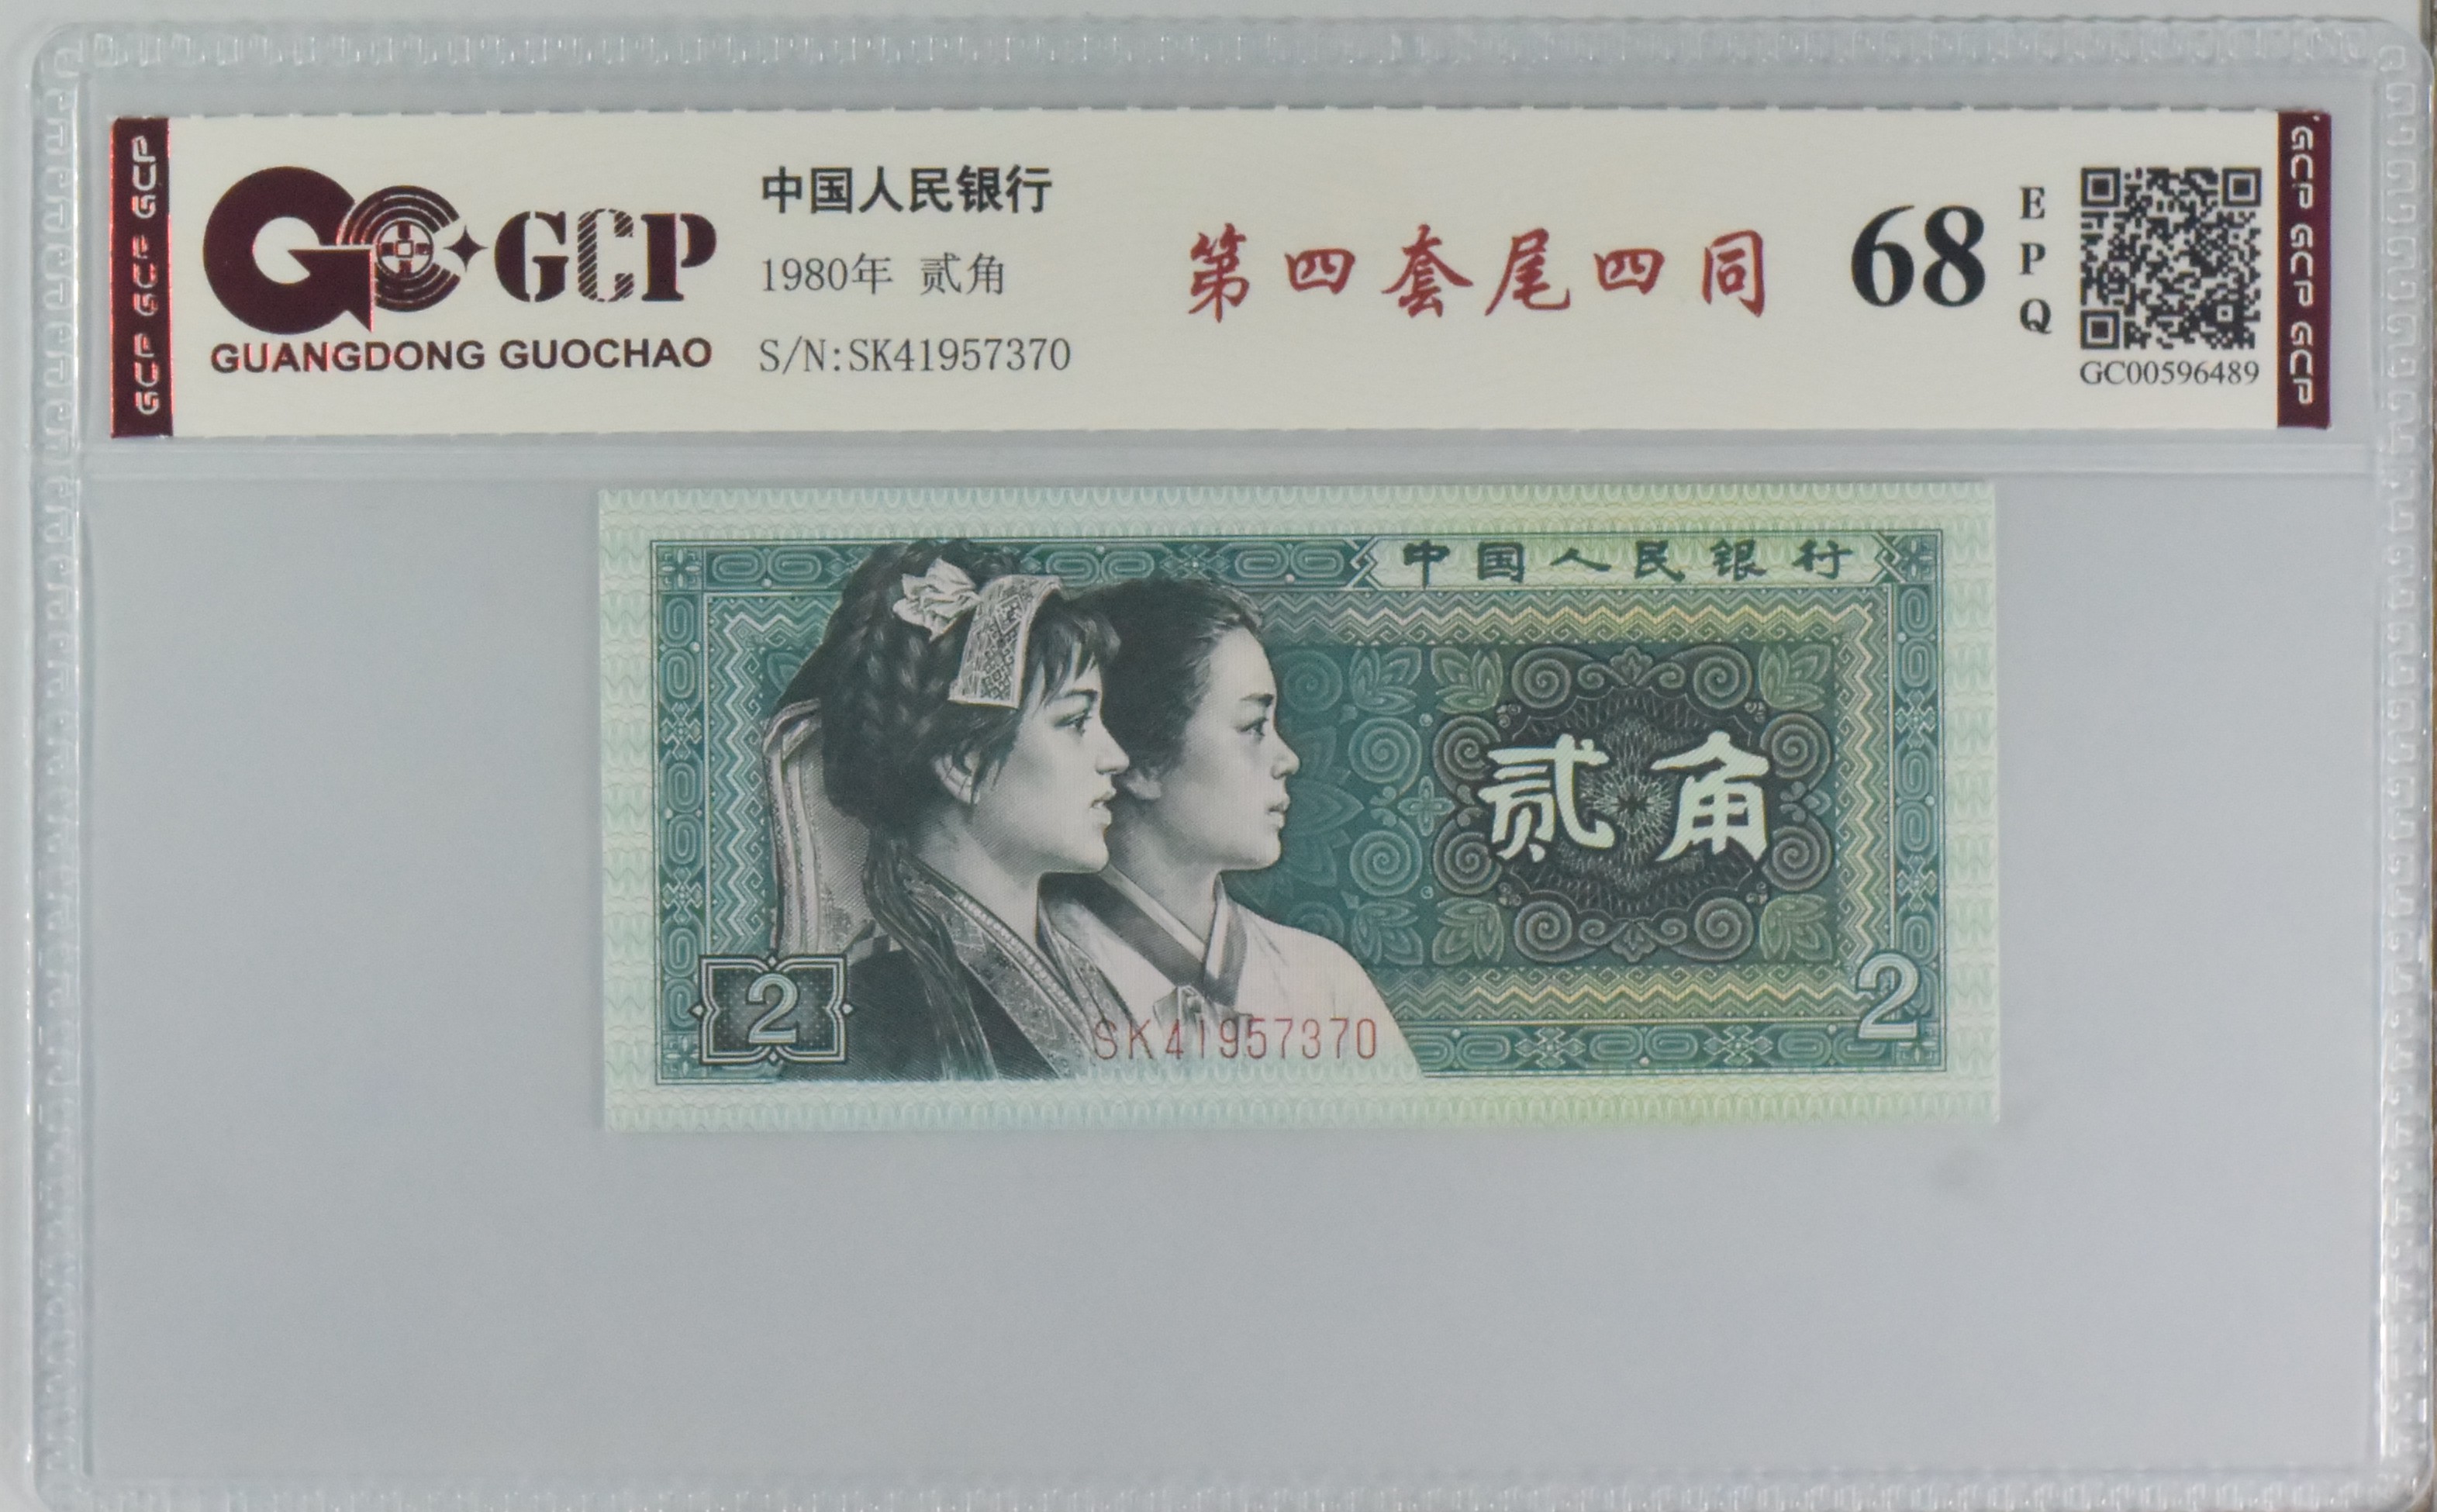 GCP GCP GCP
GCP
GUANGDONG GUOCHAO
中国人民银行
1980年 贰角
S/N:SK41957370
第四套尾四同
68
EPQ
GC00596489
GCP GCP GCP
中国人民银行
贰角
2
2
SK41957370